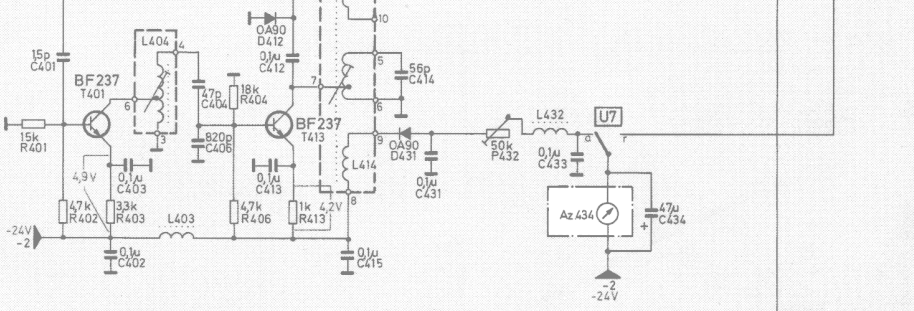 10
OA90
D412
L404
4
15p
C401
0,1µ
C412
5
BF237
T401
56p
C414
47p
C404
18k
R404
7
6
6
L432
U7
BF237
T413
15k
R401
3
820p
C406
9
OA90
D431
50k
P432
a
r
0,1µ
C433
L414
4,9V
0,1µ
C403
0,1µ
C413
0,1µ
C431
8
4,7k
R402
3,3k
R403
L403
4,7k
R406
1k
R413
4,2V
Az 434
47µ
C434
+
-24V
-2
0,1µ
C402
0,1µ
C415
-2
-24V